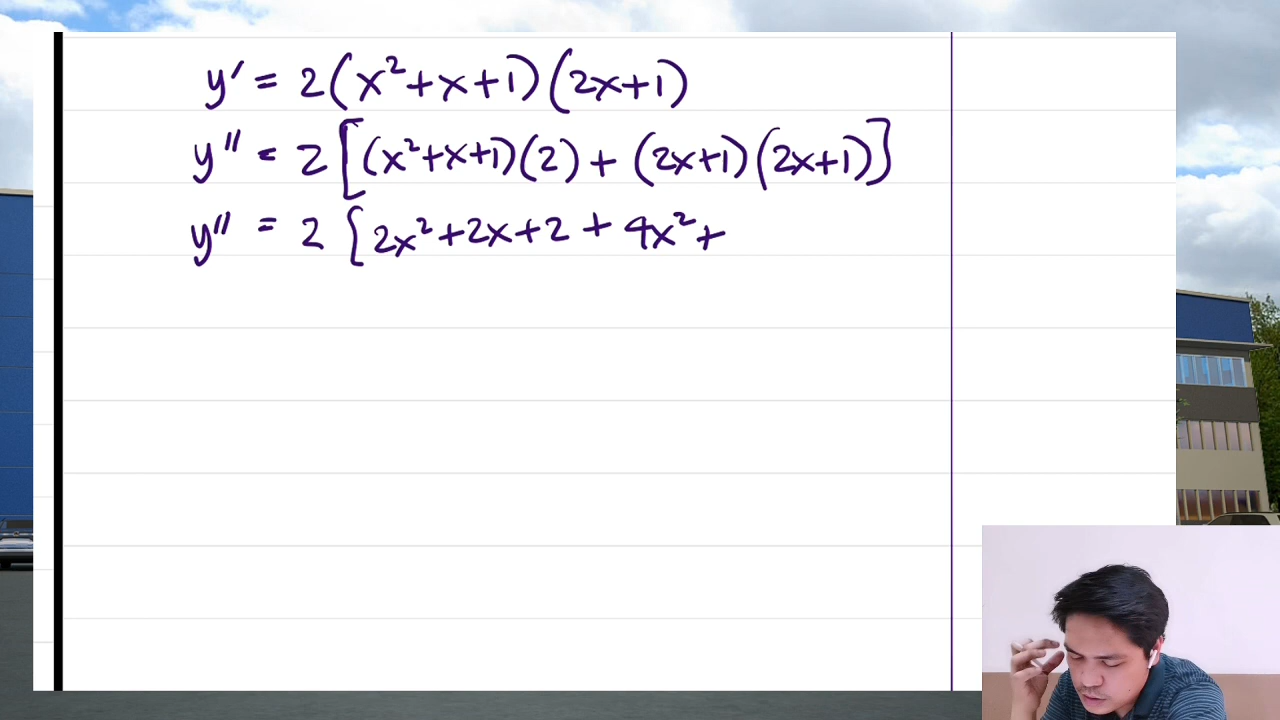 y' = 2(x²+x+1)(2x+1)
y'' = 2[(x²+x+1)(2) + (2x+1)(2x+1)]
y'' = 2[2x²+2x+2 + 4x²+